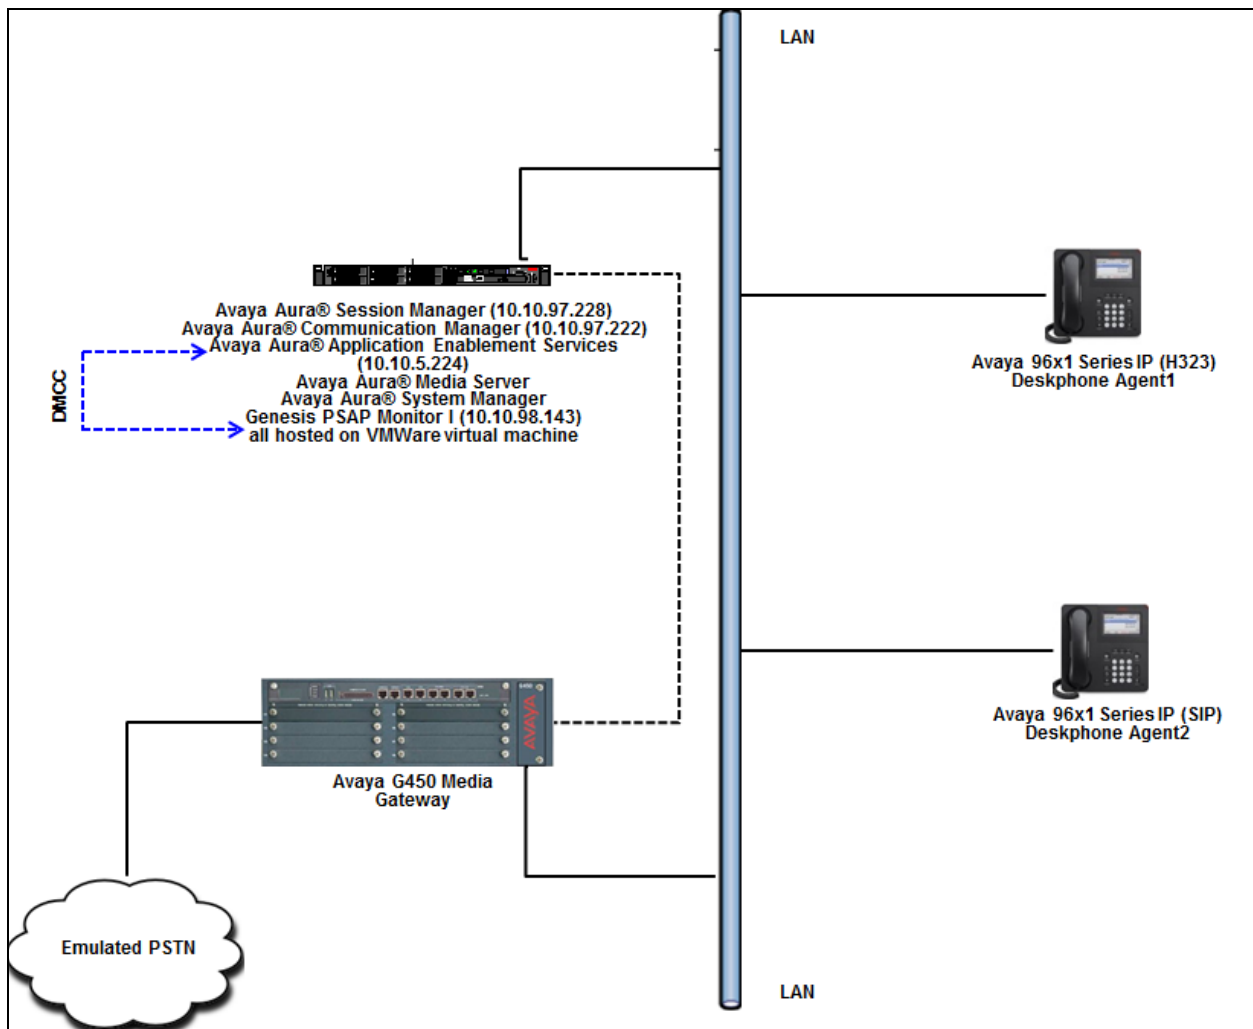 LAN
Avaya Aura® Session Manager (10.10.97.228)
Avaya Aura® Communication Manager (10.10.97.222)
Avaya Aura® Application Enablement Services
(10.10.5.224)
Avaya Aura® Media Server
Avaya Aura® System Manager
Genesis PSAP Monitor I (10.10.98.143)
all hosted on VMWare virtual machine
DMCC
Avaya 96x1 Series IP (H323)
Deskphone Agent1
Avaya 96x1 Series IP (SIP)
Deskphone Agent2
G450
AVAYA
Avaya G450 Media
Gateway
Emulated PSTN
LAN